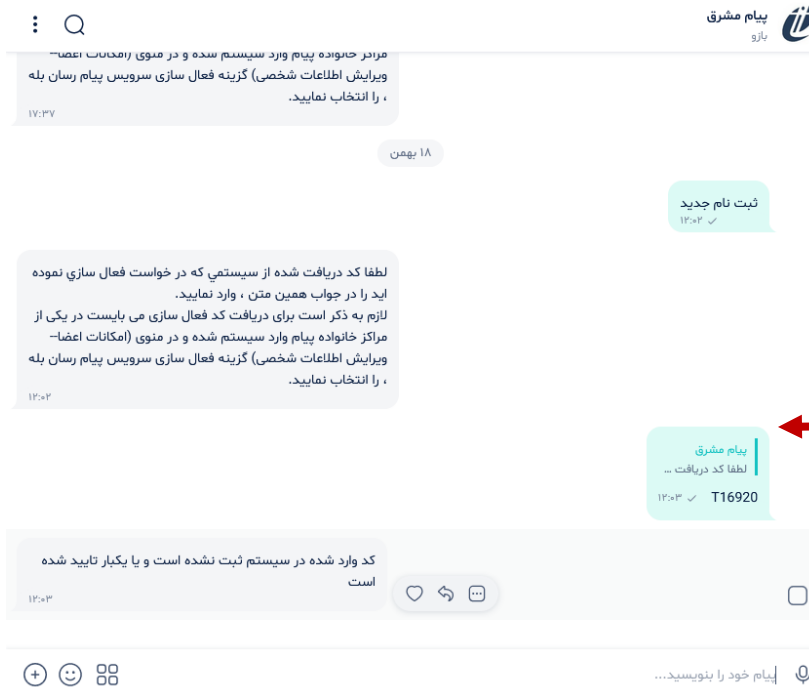 پیام مشرق
بازو
مراکز خانواده پیام وارد سیستم شده و در منوی (امکانات اعضا–
ویرایش اطلاعات شخصی) گزینه فعال سازی سرویس پیام رسان بله
، را انتخاب نمایید.
۱۷:۳۷
۱۸ بهمن
ثبت نام جدید
۱۲:۰۲
لطفا کد دریافت شده از سیستمي که در خواست فعال سازي نموده
اید را در جواب همین متن ، وارد نمایید.
لازم به ذکر است برای دریافت کد فعال سازی می بایست در یکی از
مراکز خانواده پیام وارد سیستم شده و در منوی (امکانات اعضا–
ویرایش اطلاعات شخصی) گزینه فعال سازی سرویس پیام رسان بله
، را انتخاب نمایید.
۱۲:۰۲
پیام مشرق
لطفا کد دریافت ...
T16920
۱۲:۰۳
کد وارد شده در سیستم ثبت نشده است و یا یکبار تایید شده
است
۱۲:۰۳
پیام خود را بنویسید...